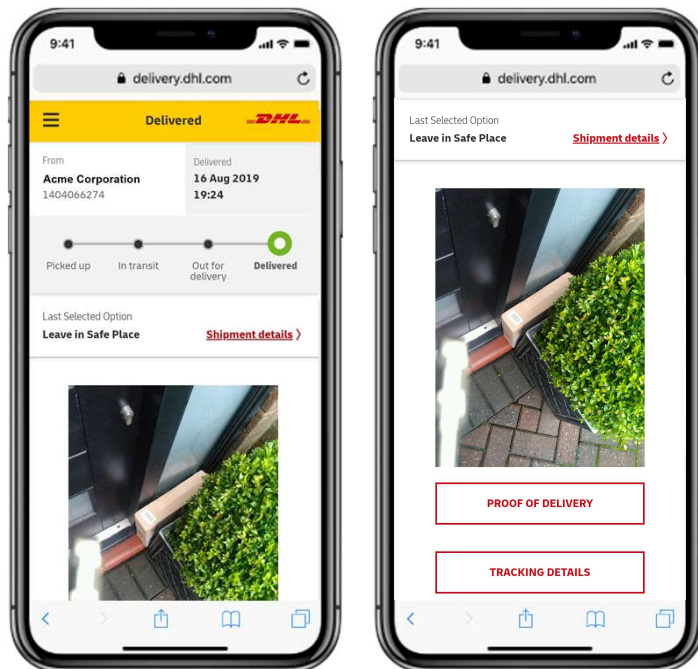 9:41
delivery.dhl.com
Delivered
DHL
From
Acme Corporation
1404066274
Delivered
16 Aug 2019
19:24
Picked up
In transit
Out for
delivery
Delivered
Last Selected Option
Leave in Safe Place
Shipment details
9:41
delivery.dhl.com
Last Selected Option
Leave in Safe Place
Shipment details
PROOF OF DELIVERY
TRACKING DETAILS